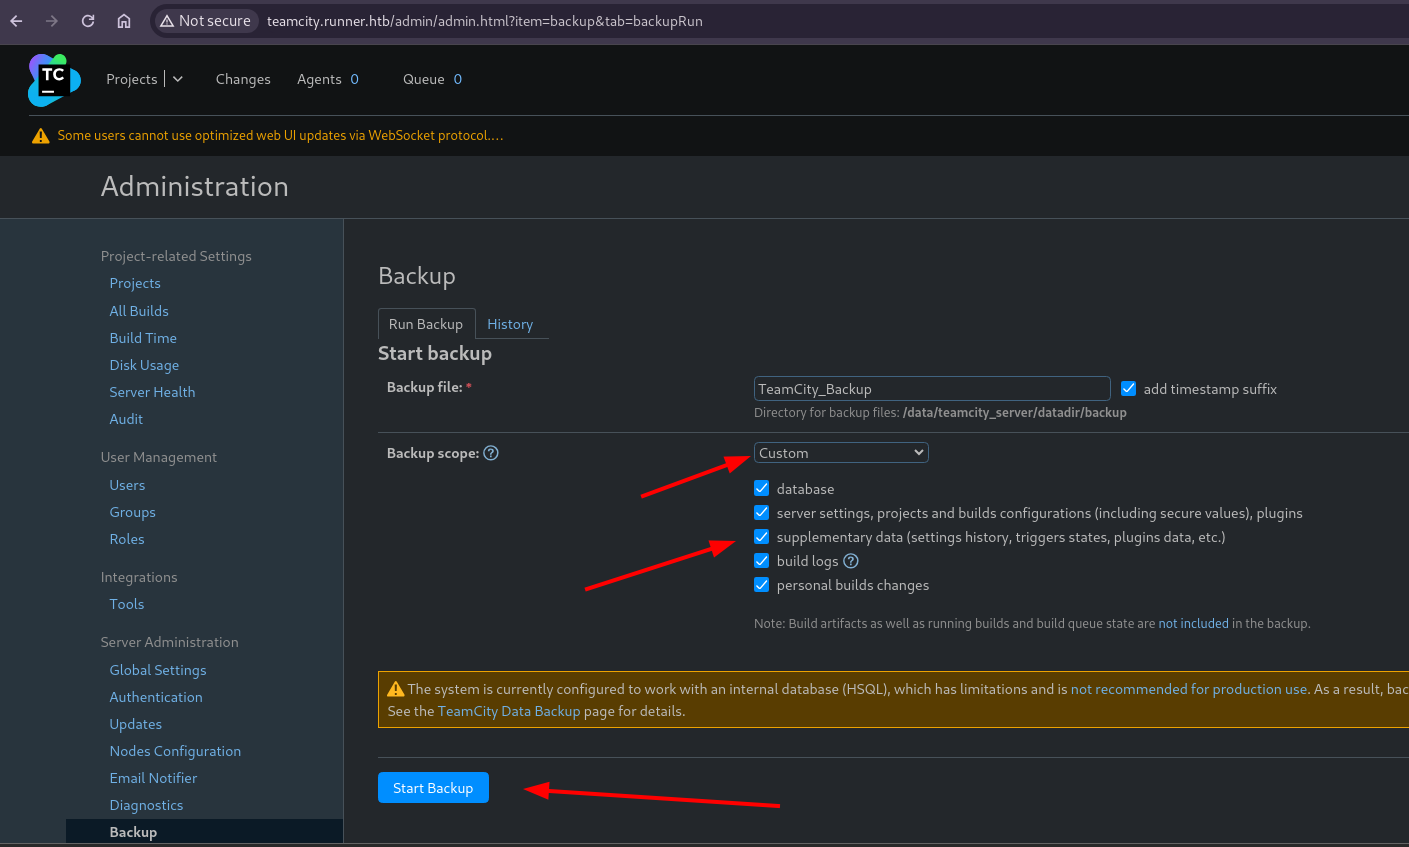 Not secure teamcity.runner.htb/admin/admin.html?item=backup&tab=backupRun
TC
Projects Changes Agents 0 Queue 0
Some users cannot use optimized web UI updates via WebSocket protocol....
Administration
Project-related Settings
Projects
All Builds
Build Time
Disk Usage
Server Health
Audit
User Management
Users
Groups
Roles
Integrations
Tools
Server Administration
Global Settings
Authentication
Updates
Nodes Configuration
Email Notifier
Diagnostics
Backup
Backup
Run Backup History
Start backup
Backup file: * TeamCity_Backup add timestamp suffix
Directory for backup files: /data/teamcity_server/datadir/backup
Backup scope: ? Custom
database
server settings, projects and builds configurations (including secure values), plugins
supplementary data (settings history, triggers states, plugins data, etc.)
build logs ?
personal builds changes
Note: Build artifacts as well as running builds and build queue state are not included in the backup.
The system is currently configured to work with an internal database (HSQL), which has limitations and is not recommended for production use. As a result, bac
See the TeamCity Data Backup page for details.
Start Backup